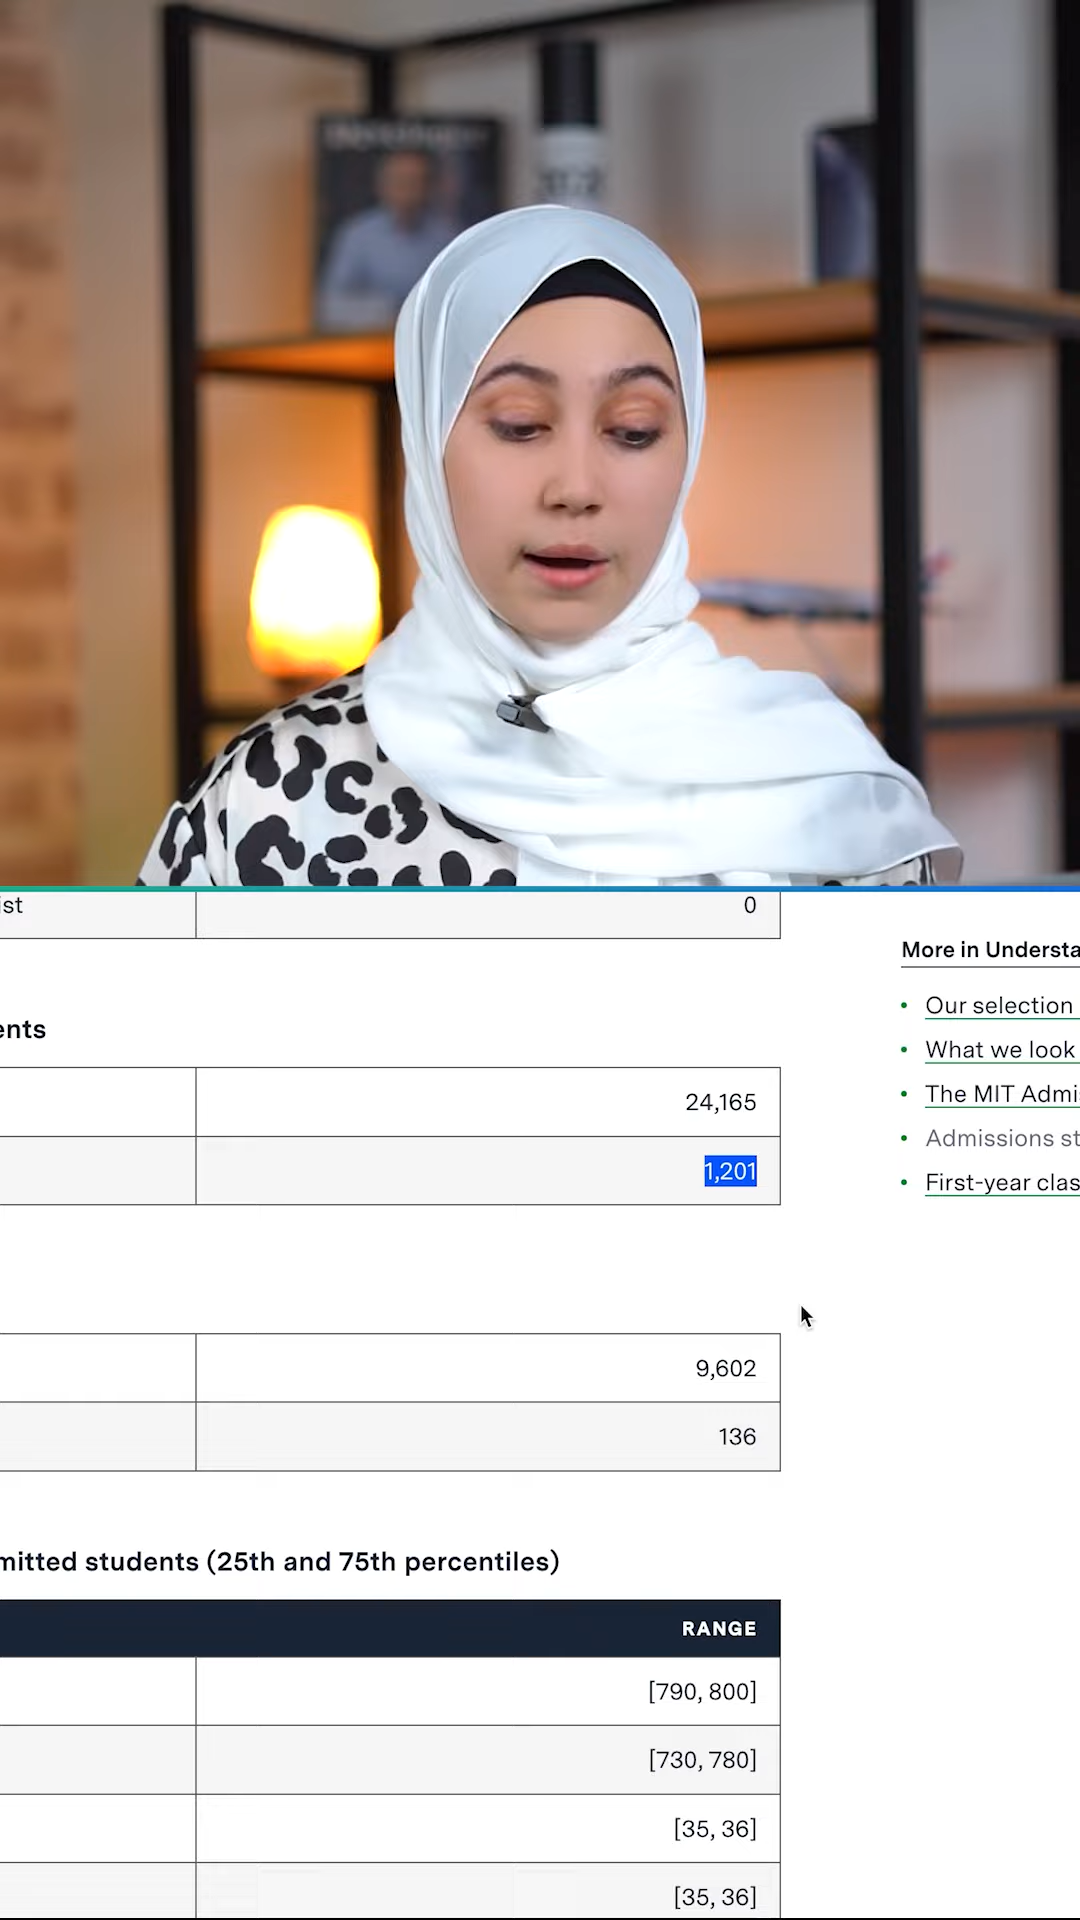 ist
0
ents
24,165
1,201
9,602
136
mitted students (25th and 75th percentiles)
RANGE
[790, 800]
[730, 780]
[35, 36]
[35, 36]
More in Understa
Our selection
What we look
The MIT Admi
Admissions st
First-year clas